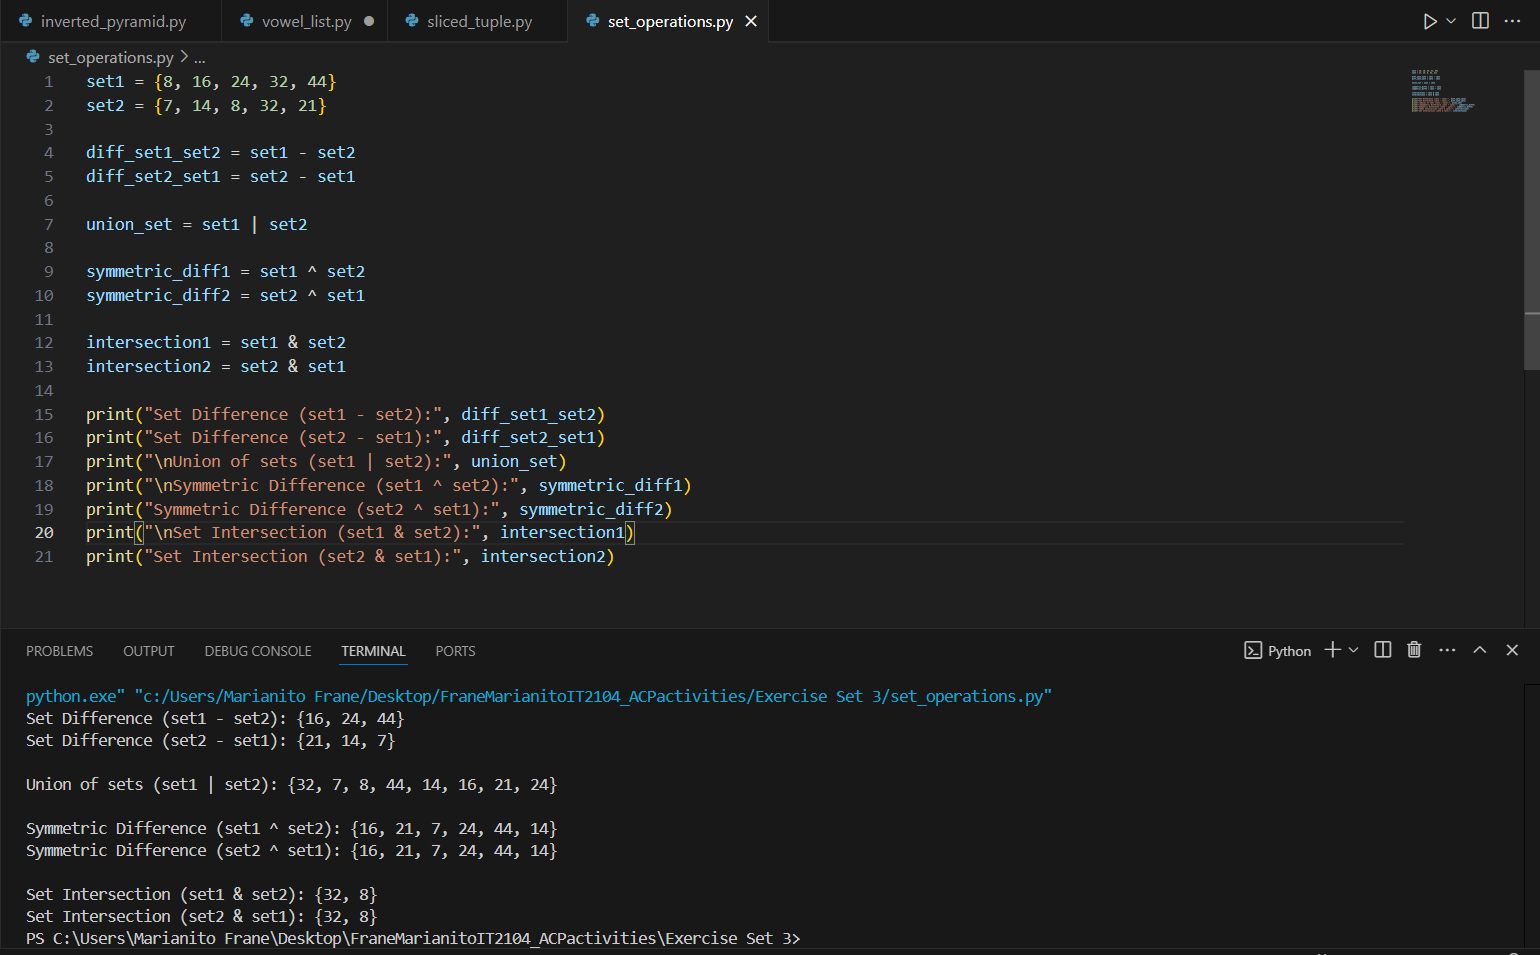 inverted_pyramid.py vowel_list.py sliced_tuple.py set_operations.py
set_operations.py > ...
1 set1 = {8, 16, 24, 32, 44}
2 set2 = {7, 14, 8, 32, 21}
3
4 diff_set1_set2 = set1 - set2
5 diff_set2_set1 = set2 - set1
6
7 union_set = set1 | set2
8
9 symmetric_diff1 = set1 ^ set2
10 symmetric_diff2 = set2 ^ set1
11
12 intersection1 = set1 & set2
13 intersection2 = set2 & set1
14
15 print("Set Difference (set1 - set2):", diff_set1_set2)
16 print("Set Difference (set2 - set1):", diff_set2_set1)
17 print("\nUnion of sets (set1 | set2):", union_set)
18 print("\nSymmetric Difference (set1 ^ set2):", symmetric_diff1)
19 print("Symmetric Difference (set2 ^ set1):", symmetric_diff2)
20 print("\nSet Intersection (set1 & set2):", intersection1)
21 print("Set Intersection (set2 & set1):", intersection2)
PROBLEMS OUTPUT DEBUG CONSOLE TERMINAL PORTS Python
python.exe" "c:/Users/Marianito Frane/Desktop/FraneMarianitoIT2104_ACPactivities/Exercise Set 3/set_operations.py"
Set Difference (set1 - set2): {16, 24, 44}
Set Difference (set2 - set1): {21, 14, 7}
Union of sets (set1 | set2): {32, 7, 8, 44, 14, 16, 21, 24}
Symmetric Difference (set1 ^ set2): {16, 21, 7, 24, 44, 14}
Symmetric Difference (set2 ^ set1): {16, 21, 7, 24, 44, 14}
Set Intersection (set1 & set2): {32, 8}
Set Intersection (set2 & set1): {32, 8}
PS C:\Users\Marianito Frane\Desktop\FraneMarianitoIT2104_ACPactivities\Exercise Set 3>